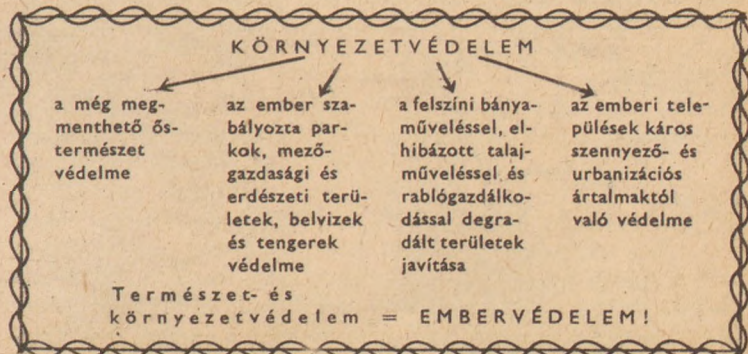 KÖRNYEZETVÉDELEM
a még meg-
menthető ős-
természet
védelme
az ember sza-
bályozta par-
kok, mező-
gazdasági és
erdészeti terü-
letek, belvizek
és tengerek
védelme
a felszíni bánya-
műveléssel, el-
hibázott talaj-
műveléssel és
rablógazdálko-
dással degra-
dált területek
javítása
az emberi tele-
pülések káros
szennyező- és
urbanizációs
ártalmaktól
való védelme
Természet- és
környezetvédelem = EMBERVÉDELEM!